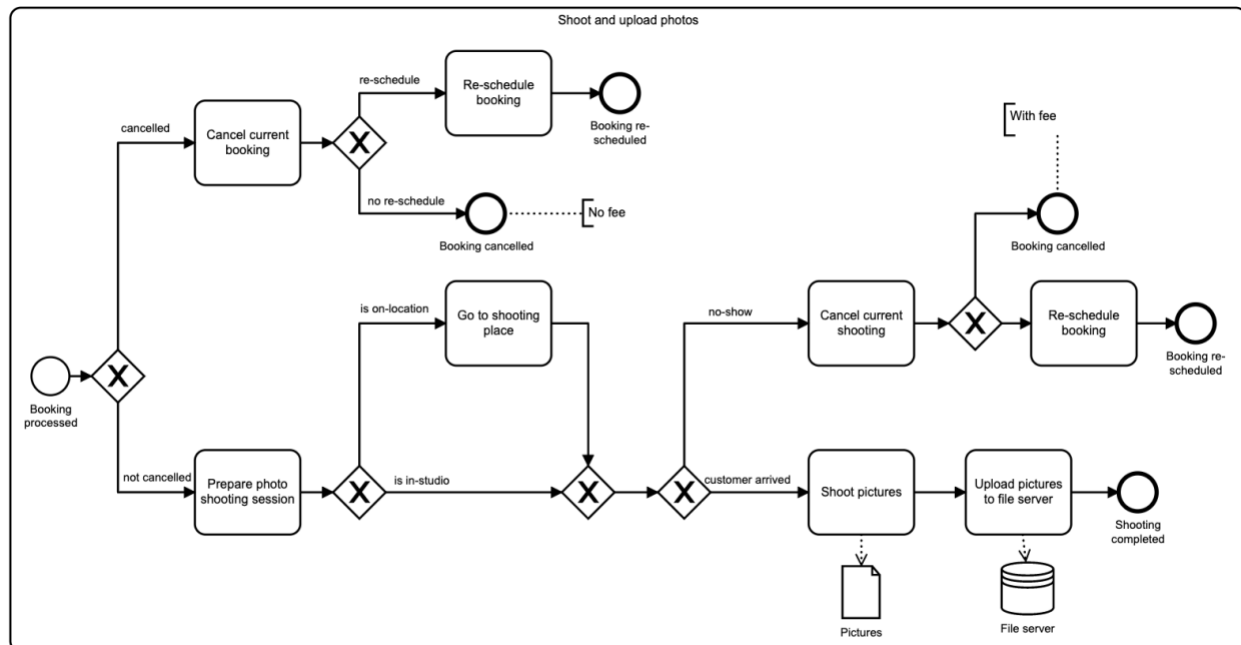 Shoot and upload photos
re-schedule
Re-schedule
booking
Booking re-
scheduled
cancelled
Cancel current
booking
X
no re-schedule
Booking cancelled
No fee
With fee
Booking cancelled
is on-location
Go to shooting
place
no-show
Cancel current
shooting
X
Re-schedule
booking
Booking re-
scheduled
Booking
processed
X
not cancelled
Prepare photo
shooting session
X
is in-studio
X
X
customer arrived
Shoot pictures
Upload pictures
to file server
Shooting
completed
Pictures
File server